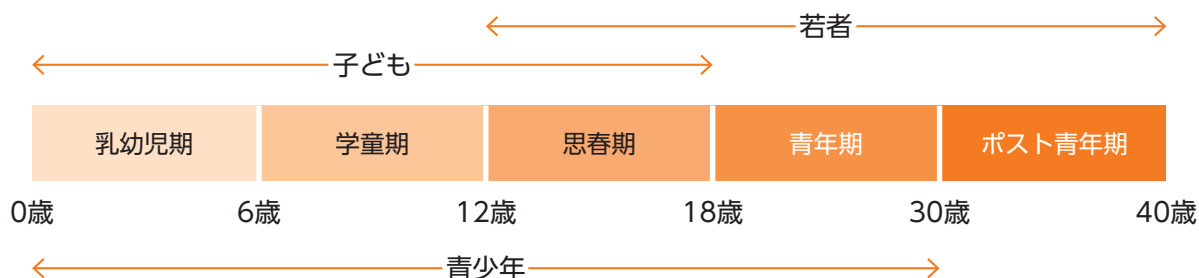 若者
子ども
乳幼児期 学童期 思春期 青年期 ポスト青年期
0歳 6歳 12歳 18歳 30歳 40歳
青少年